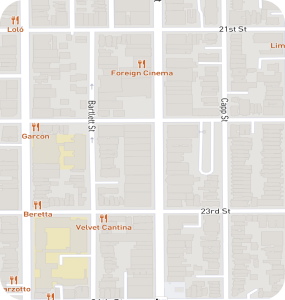 Loló
21st St
Lim
Foreign Cinema
Bartlett St
Capp St
Garcon
Beretta
23rd St
Velvet Cantina
arzotto